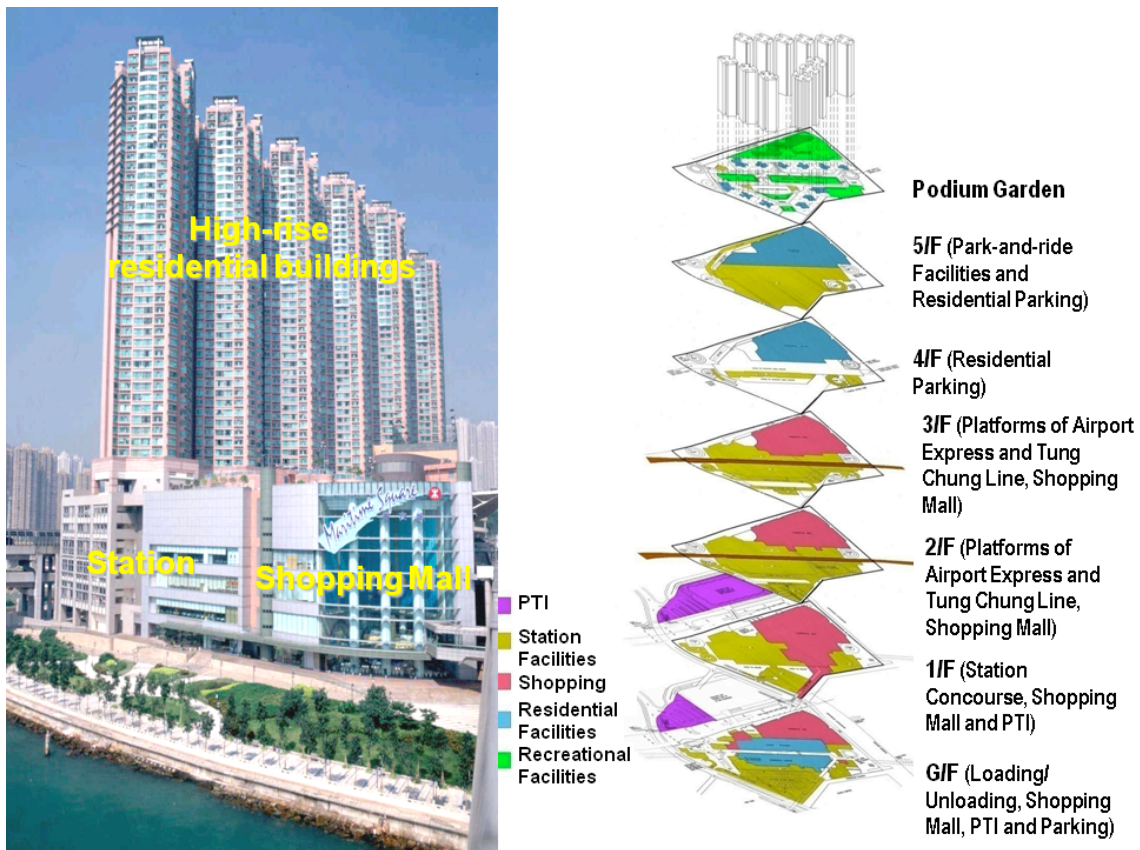 High-rise
residential buildings
Maritime Square
Station
Shopping Mall
PTI
Station
Facilities
Shopping
Residential
Facilities
Recreational
Facilities
Podium Garden
5/F (Park-and-ride
Facilities and
Residential Parking)
4/F (Residential
Parking)
3/F (Platforms of Airport
Express and Tung
Chung Line, Shopping
Mall)
2/F (Platforms of
Airport Express and
Tung Chung Line,
Shopping Mall)
1/F (Station
Concourse, Shopping
Mall and PTI)
G/F (Loading/
Unloading, Shopping
Mall, PTI and Parking)